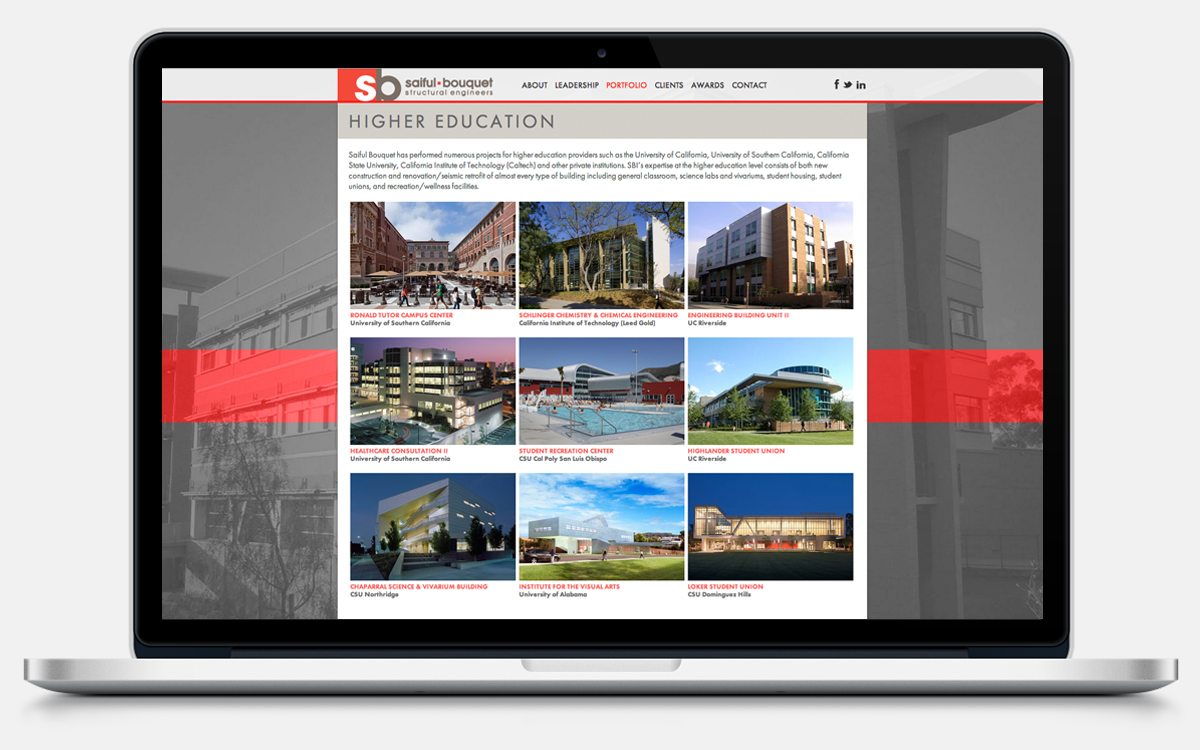 sb saiful•bouquet
structural engineers
ABOUT LEADERSHIP PORTFOLIO CLIENTS AWARDS CONTACT
f in
HIGHER EDUCATION
Saiful Bouquet has performed numerous projects for higher education providers such as the University of California, University of Southern California, California
State University, California Institute of Technology (Caltech) and other private institutions. SBI's expertise at the higher education level consists of both new
construction and renovation/seismic retrofit of almost every type of building including general classroom, science labs and vivariums, student housing, student
unions, and recreation/wellness facilities.
RONALD TUTOR CAMPUS CENTER
University of Southern California
SCHLINGER CHEMISTRY & CHEMICAL ENGINEERING
California Institute of Technology (Leed Gold)
ENGINEERING BUILDING UNIT II
UC Riverside
HEALTHCARE CONSULTATION II
University of Southern California
STUDENT RECREATION CENTER
CSU Cal Poly San Luis Obispo
HIGHLANDER STUDENT UNION
UC Riverside
CHAPARRAL SCIENCE & VIVARIUM BUILDING
CSU Northridge
INSTITUTE FOR THE VISUAL ARTS
University of Alabama
LOKER STUDENT UNION
CSU Dominguez Hills